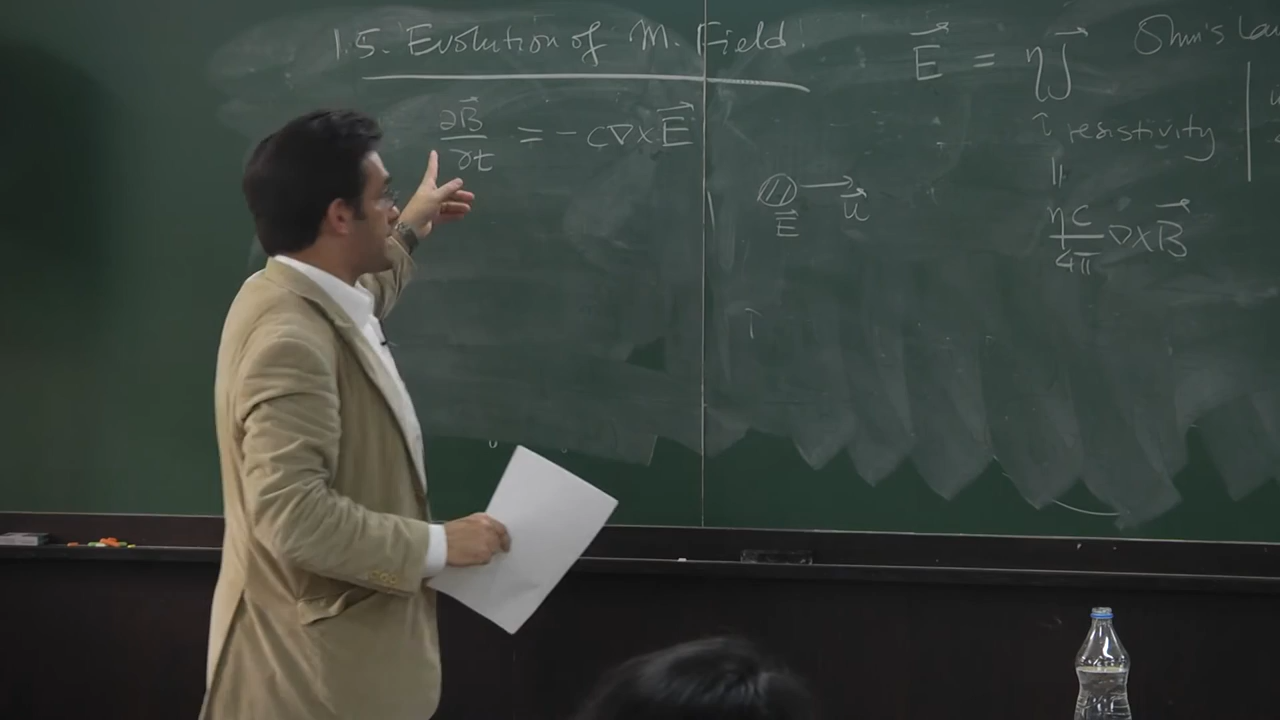 1.5. Evolution of M. Field!
∂B⃗/∂t = - c∇×E⃗
E⃗ = ηJ⃗ Ohm's Law
↑ resistivity
||
ηc/4π ∇×B⃗
→ u⃗
E⃗